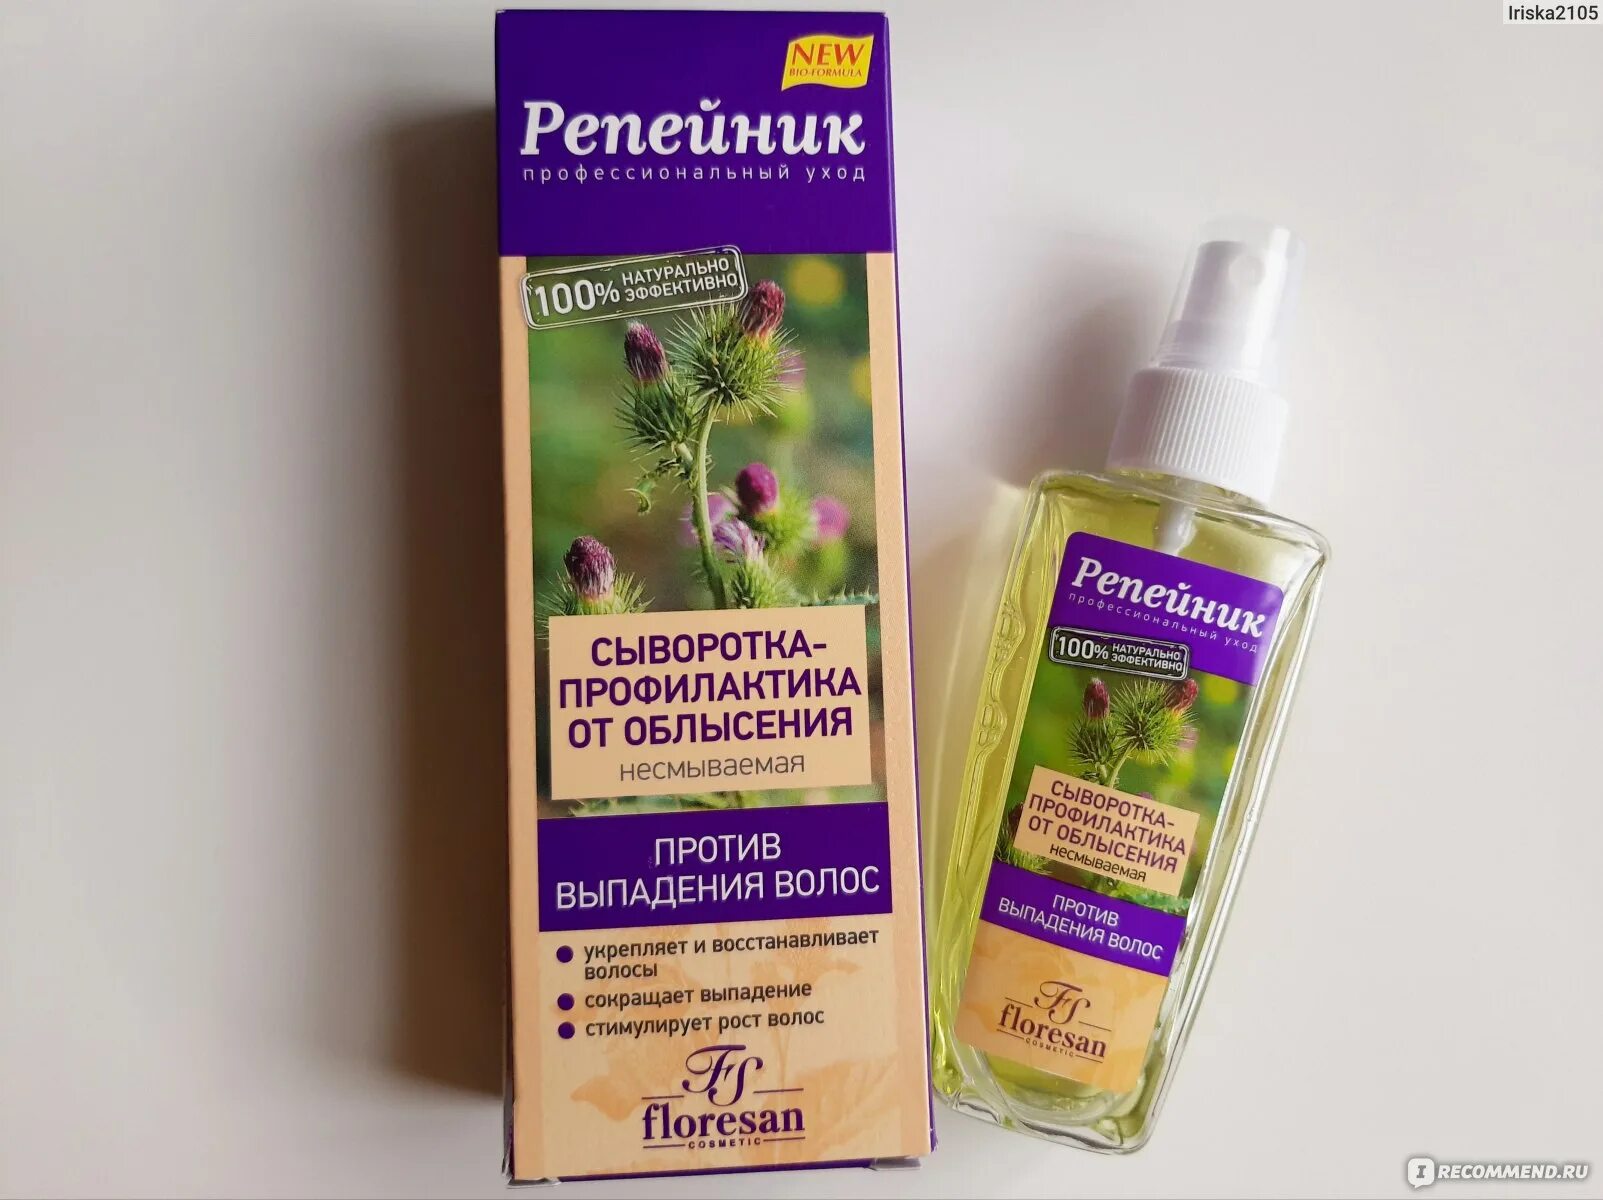 Iriska2105
NEW
BIO-FORMULA
Репейник
профессиональный уход
100% НАТУРАЛЬНО
ЭФФЕКТИВНО
СЫВОРОТКА-
ПРОФИЛАКТИКА
ОТ ОБЛЫСЕНИЯ
несмываемая
ПРОТИВ
ВЫПАДЕНИЯ ВОЛОС
укрепляет и восстанавливает
волосы
сокращает выпадение
стимулирует рост волос
FS
floresan
COSMETIC
Репейник
профессиональный уход
100% НАТУРАЛЬНО
ЭФФЕКТИВНО
СЫВОРОТКА-
ПРОФИЛАКТИКА
ОТ ОБЛЫСЕНИЯ
несмываемая
ПРОТИВ
ВЫПАДЕНИЯ ВОЛОС
FS
floresan
COSMETIC
IRECOMMEND.RU